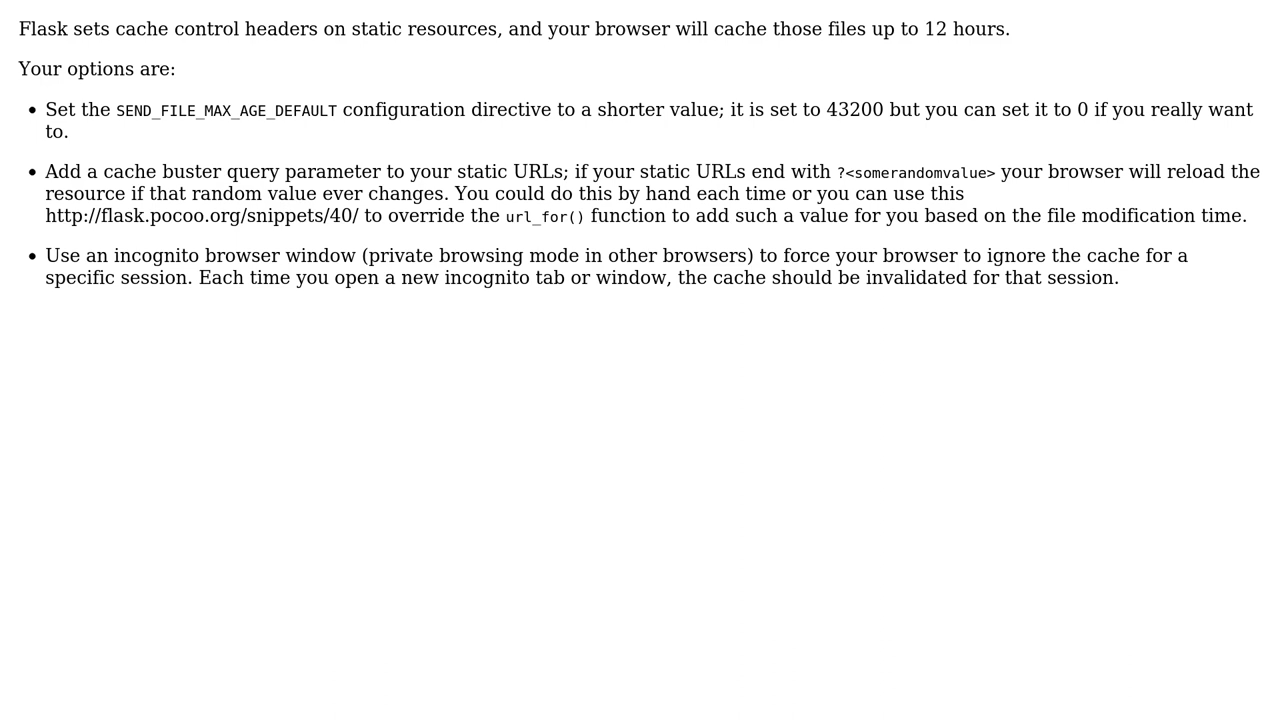 Flask sets cache control headers on static resources, and your browser will cache those files up to 12 hours.
Your options are:
• Set the SEND_FILE_MAX_AGE_DEFAULT configuration directive to a shorter value; it is set to 43200 but you can set it to 0 if you really want
to.
• Add a cache buster query parameter to your static URLs; if your static URLs end with ?<somerandomvalue> your browser will reload the
resource if that random value ever changes. You could do this by hand each time or you can use this
http://flask.pocoo.org/snippets/40/ to override the url_for() function to add such a value for you based on the file modification time.
• Use an incognito browser window (private browsing mode in other browsers) to force your browser to ignore the cache for a
specific session. Each time you open a new incognito tab or window, the cache should be invalidated for that session.